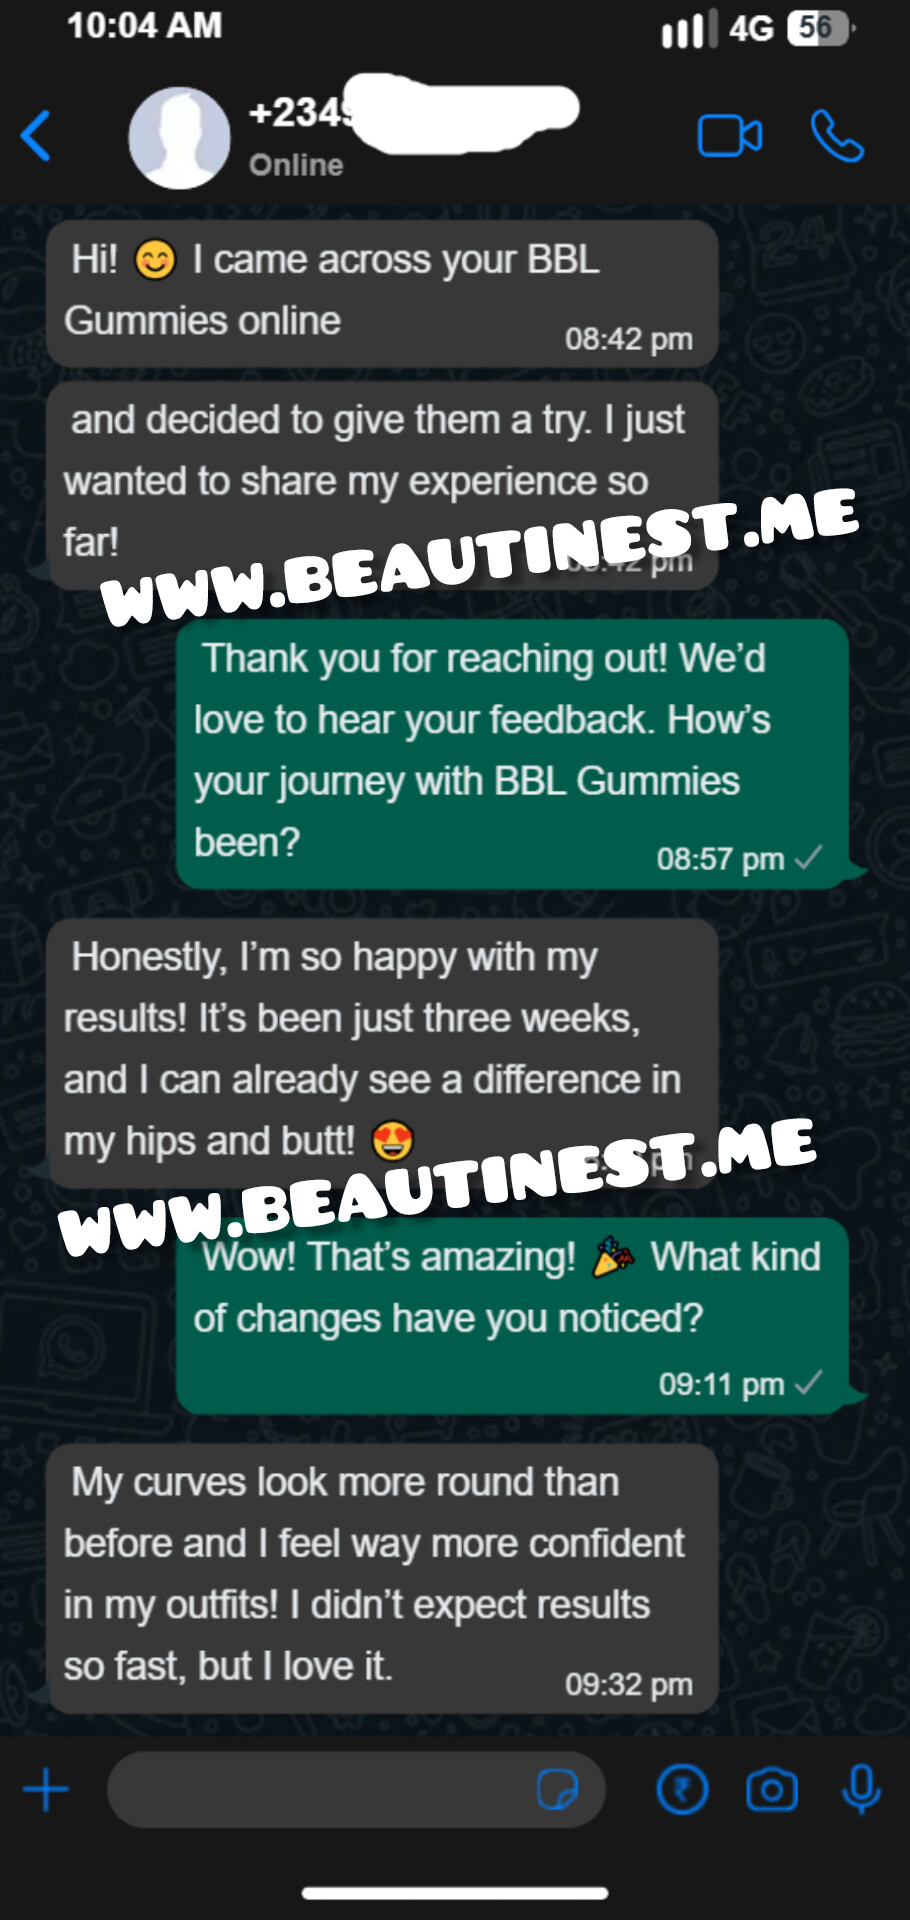 10:04 AM 4G 56
+234
Online
Hi! 😊 I came across your BBL
Gummies online
08:42 pm
and decided to give them a try. I just
wanted to share my experience so
far!
WWW.BEAUTINEST.ME
Thank you for reaching out! We’d
love to hear your feedback. How’s
your journey with BBL Gummies
been?
08:57 pm
Honestly, I’m so happy with my
results! It’s been just three weeks,
and I can already see a difference in
my hips and butt! 😍
WWW.BEAUTINEST.ME
Wow! That’s amazing! 🎉 What kind
of changes have you noticed?
09:11 pm
My curves look more round than
before and I feel way more confident
in my outfits! I didn’t expect results
so fast, but I love it.
09:32 pm